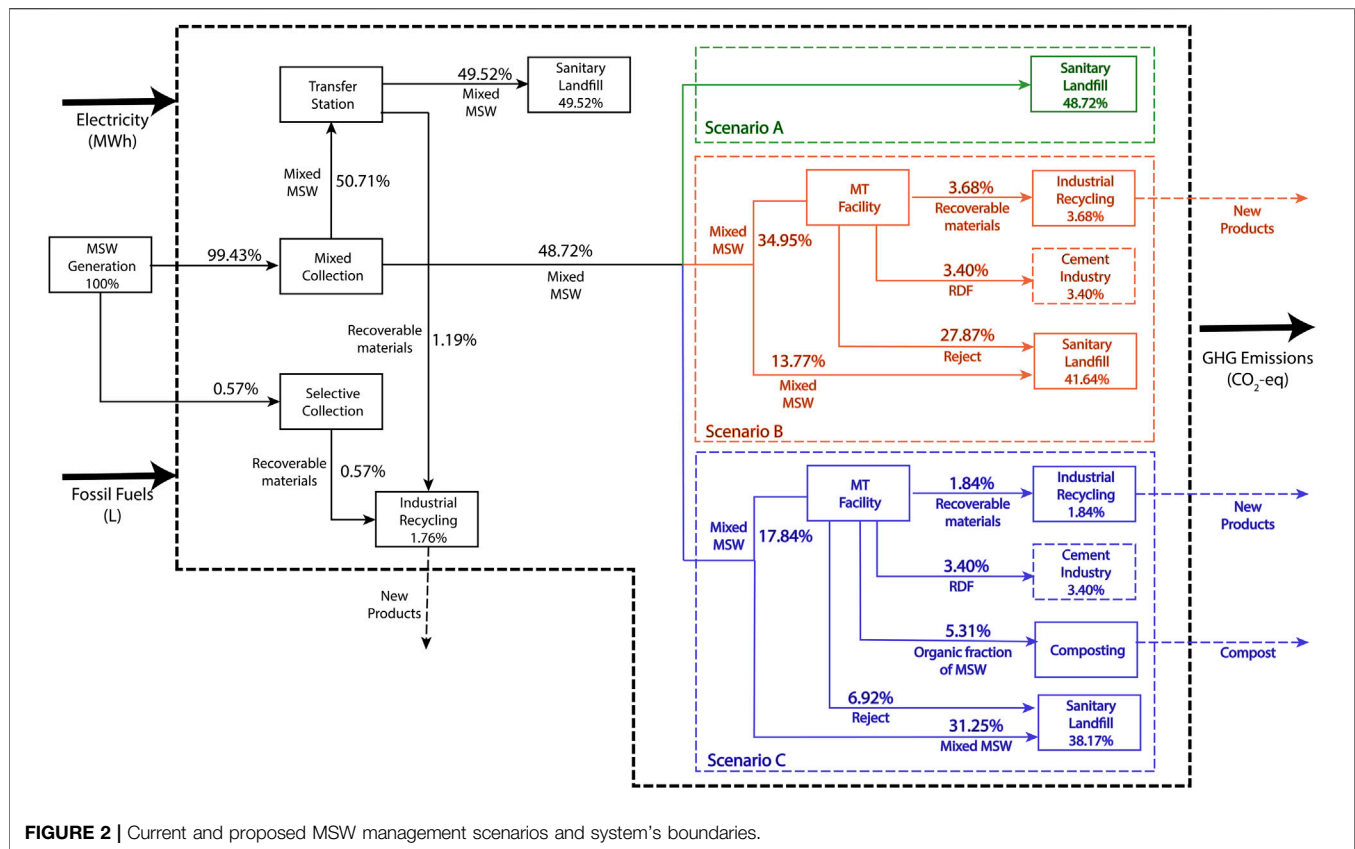 Electricity
(MWh)
Fossil Fuels
(L)
MSW
Generation
100%
99.43%
0.57%
Mixed
Collection
Selective
Collection
Mixed
MSW
50.71%
Transfer
Station
49.52%
Mixed
MSW
Sanitary
Landfill
49.52%
Recoverable
materials
1.19%
Recoverable
materials
0.57%
Industrial
Recycling
1.76%
New
Products
48.72%
Mixed
MSW
Sanitary
Landfill
48.72%
Scenario A
Mixed
MSW
34.95%
MT
Facility
3.68%
Recoverable
materials
Industrial
Recycling
3.68%
New
Products
3.40%
RDF
Cement
Industry
3.40%
27.87%
Reject
13.77%
Mixed
MSW
Sanitary
Landfill
41.64%
Scenario B
Mixed
MSW
17.84%
MT
Facility
1.84%
Recoverable
materials
Industrial
Recycling
1.84%
New
Products
3.40%
RDF
Cement
Industry
3.40%
5.31%
Organic fraction
of MSW
Composting
Compost
6.92%
Reject
31.25%
Mixed MSW
Sanitary
Landfill
38.17%
Scenario C
GHG Emissions
(CO₂-eq)
FIGURE 2 | Current and proposed MSW management scenarios and system's boundaries.